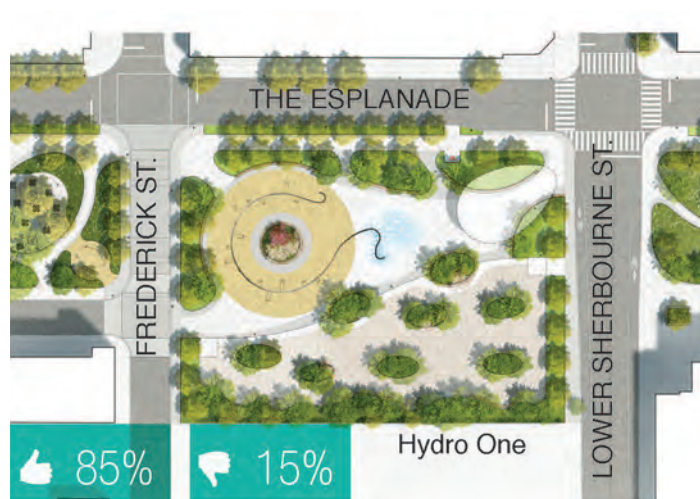 THE ESPLANADE
FREDERICK ST.
LOWER SHERBOURNE ST.
Hydro One
85%
15%